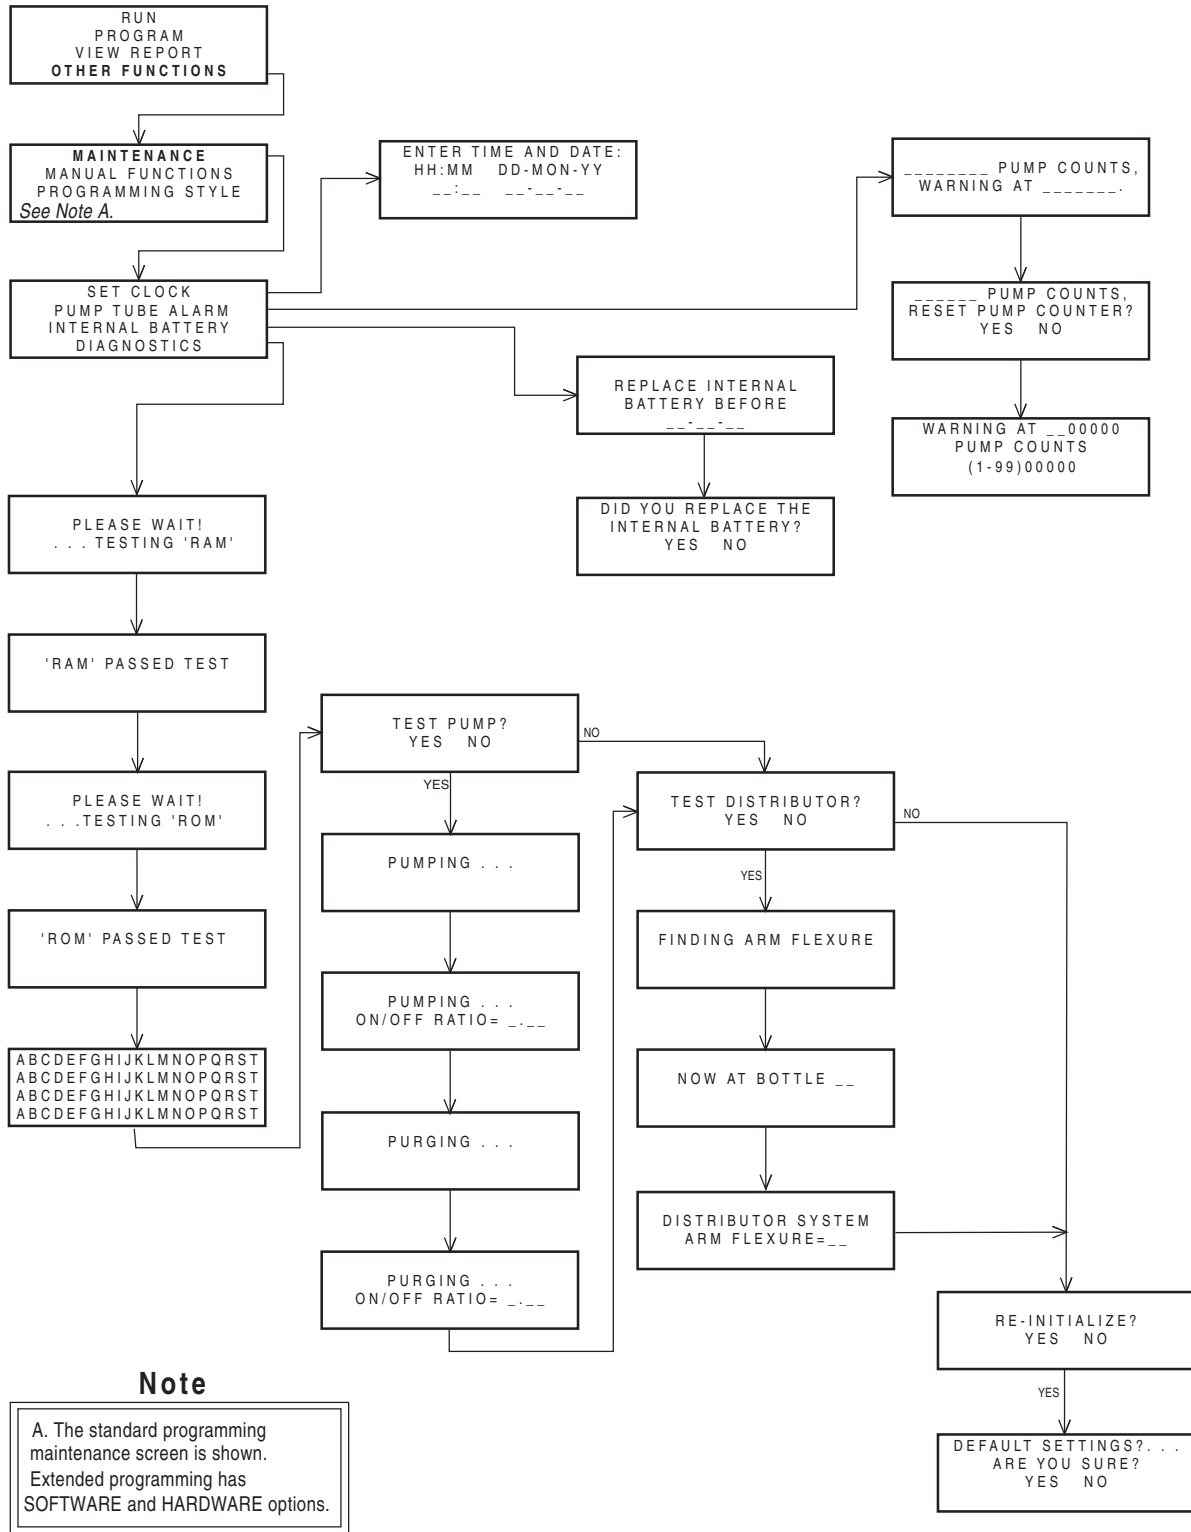 RUN
PROGRAM
VIEW REPORT
OTHER FUNCTIONS
MAINTENANCE
MANUAL FUNCTIONS
PROGRAMMING STYLE
See Note A.
SET CLOCK
PUMP TUBE ALARM
INTERNAL BATTERY
DIAGNOSTICS
ENTER TIME AND DATE:
HH:MM DD-MON-YY
__:__ __-__-__
________ PUMP COUNTS,
WARNING AT _______.
______ PUMP COUNTS,
RESET PUMP COUNTER?
YES NO
WARNING AT __00000
PUMP COUNTS
(1-99)00000
REPLACE INTERNAL
BATTERY BEFORE
__-__-__
DID YOU REPLACE THE
INTERNAL BATTERY?
YES NO
PLEASE WAIT!
. . . TESTING 'RAM'
'RAM' PASSED TEST
PLEASE WAIT!
. . .TESTING 'ROM'
'ROM' PASSED TEST
ABCDEFGHIJKLMNOPQRST
ABCDEFGHIJKLMNOPQRST
ABCDEFGHIJKLMNOPQRST
ABCDEFGHIJKLMNOPQRST
TEST PUMP?
YES NO
NO
YES
PUMPING . . .
PUMPING . . .
ON/OFF RATIO= _.__
PURGING . . .
PURGING . . .
ON/OFF RATIO= _.__
TEST DISTRIBUTOR?
YES NO
NO
YES
FINDING ARM FLEXURE
NOW AT BOTTLE __
DISTRIBUTOR SYSTEM
ARM FLEXURE=__
RE-INITIALIZE?
YES NO
YES
DEFAULT SETTINGS?. . .
ARE YOU SURE?
YES NO
Note
A. The standard programming
maintenance screen is shown.
Extended programming has
SOFTWARE and HARDWARE options.